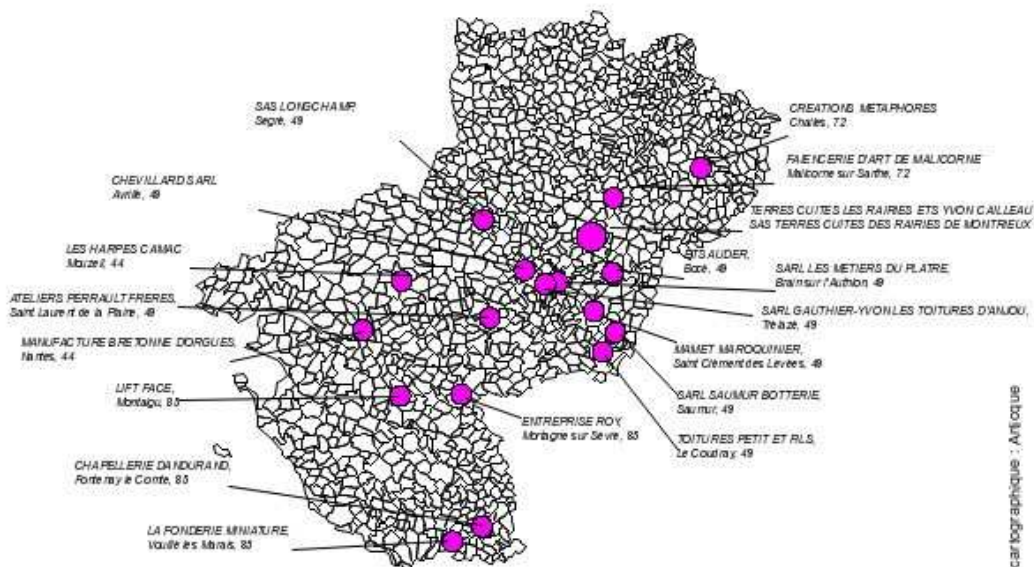 SAS LONGCHAMP,
Segré, 49
CREATIONS METAPHORES
Challes, 72
FAIENCERIE D'ART DE MALICORNE
Malicorne sur Sarthe, 72
CHEVILLARD SARL
Avrillé, 49
TERRES CUITES LES RAIRIES ETS YVON CAILLEAU
SAS TERRES CUITES DES RAIRIES DE MONTRIEUX
LES HARPES CAMAC
Mouzeil, 44
ETS AUDER,
Bocé, 49
SARL LES METIERS DU PLATRE,
Brain sur l'Authion, 49
ATELIERS PERRAULT FRERES,
Saint Laurent de la Plaine, 49
SARL GAUTHIER-YVON LES TOITURES D'ANJOU,
Trélazé, 49
MANUFACTURE BRETONNE D'ORGUES,
Nantes, 44
MAMET MAROQUINIER,
Saint Clément des Levées, 49
LIFT FACE,
Montaigu, 85
SARL SAUMUR BOTTERIE,
Saumur, 49
ENTREPRISE ROY,
Mortagne sur Sevre, 85
TOITURES PETIT ET FILS,
Le Coudray, 49
CHAPELLERIE DANDURAND,
Fontenay le Comte, 85
LA FONDERIE MINIATURE,
Vouillé les Marais, 85
cartographique : Articque